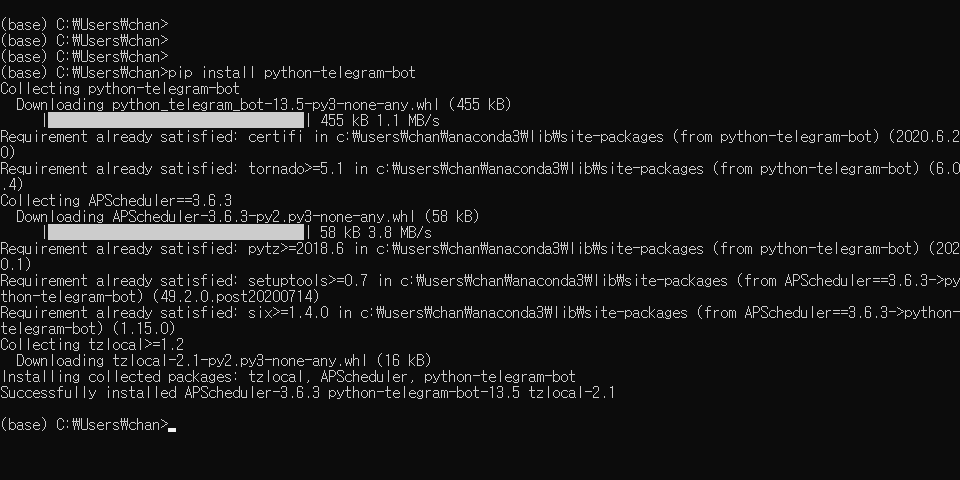 (base) C:₩Users₩chan>
(base) C:₩Users₩chan>
(base) C:₩Users₩chan>
(base) C:₩Users₩chan>pip install python-telegram-bot
Collecting python-telegram-bot
  Downloading python_telegram_bot-13.5-py3-none-any.whl (455 kB)
     |████████████████████████████████| 455 kB 1.1 MB/s
Requirement already satisfied: certifi in c:₩users₩chan₩anaconda3₩lib₩site-packages (from python-telegram-bot) (2020.6.2
0)
Requirement already satisfied: tornado>=5.1 in c:₩users₩chan₩anaconda3₩lib₩site-packages (from python-telegram-bot) (6.0
.4)
Collecting APScheduler==3.6.3
  Downloading APScheduler-3.6.3-py2.py3-none-any.whl (58 kB)
     |████████████████████████████████| 58 kB 3.8 MB/s
Requirement already satisfied: pytz>=2018.6 in c:₩users₩chan₩anaconda3₩lib₩site-packages (from python-telegram-bot) (202
0.1)
Requirement already satisfied: setuptools>=0.7 in c:₩users₩chan₩anaconda3₩lib₩site-packages (from APScheduler==3.6.3->py
thon-telegram-bot) (49.2.0.post20200714)
Requirement already satisfied: six>=1.4.0 in c:₩users₩chan₩anaconda3₩lib₩site-packages (from APScheduler==3.6.3->python-
telegram-bot) (1.15.0)
Collecting tzlocal>=1.2
  Downloading tzlocal-2.1-py2.py3-none-any.whl (16 kB)
Installing collected packages: tzlocal, APScheduler, python-telegram-bot
Successfully installed APScheduler-3.6.3 python-telegram-bot-13.5 tzlocal-2.1
(base) C:₩Users₩chan>